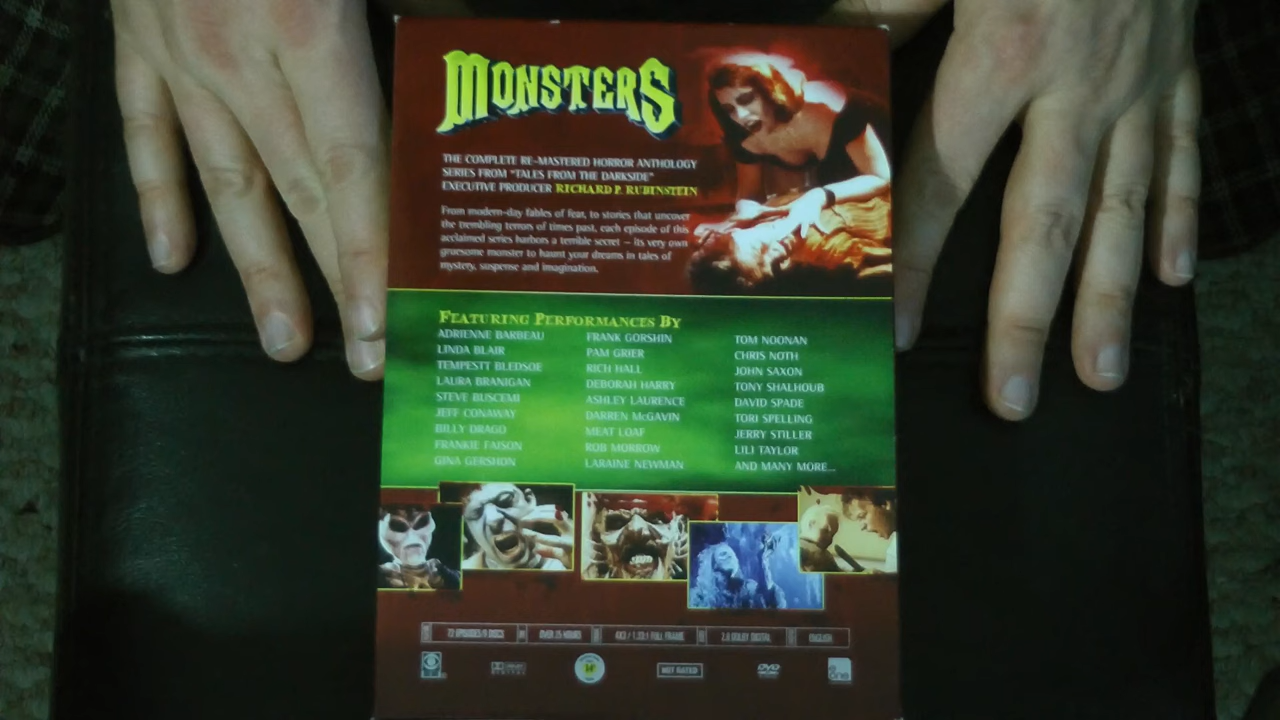 MONSTERS
THE COMPLETE RE-MASTERED HORROR ANTHOLOGY
SERIES FROM "TALES FROM THE DARKSIDE"
EXECUTIVE PRODUCER RICHARD P. RUBINSTEIN
From modern-day fables of fear, to stories that uncover
the trembling terrors of times past, each episode of this
acclaimed series harbors a terrible secret – its very own
gruesome monster to haunt your dreams in tales of
mystery, suspense and imagination.
FEATURING PERFORMANCES BY
ADRIENNE BARBEAU
LINDA BLAIR
TEMPESTT BLEDSOE
LAURA BRANIGAN
STEVE BUSCEMI
JEFF CONAWAY
BILLY DRAGO
FRANKIE FAISON
GINA GERSHON
FRANK GORSHIN
PAM GRIER
RICH HALL
DEBORAH HARRY
ASHLEY LAURENCE
DARREN McGAVIN
MEAT LOAF
ROB MORROW
LARAINE NEWMAN
TOM NOONAN
CHRIS NOTH
JOHN SAXON
TONY SHALHOUB
DAVID SPADE
TORI SPELLING
JERRY STILLER
LILI TAYLOR
AND MANY MORE...
72 EPISODES/9 DISCS
OVER 25 HOURS
4X3 / 1.33:1 FULL FRAME
2.0 DOLBY DIGITAL
ENGLISH
DIGITAL
NOT RATED
DVD
one